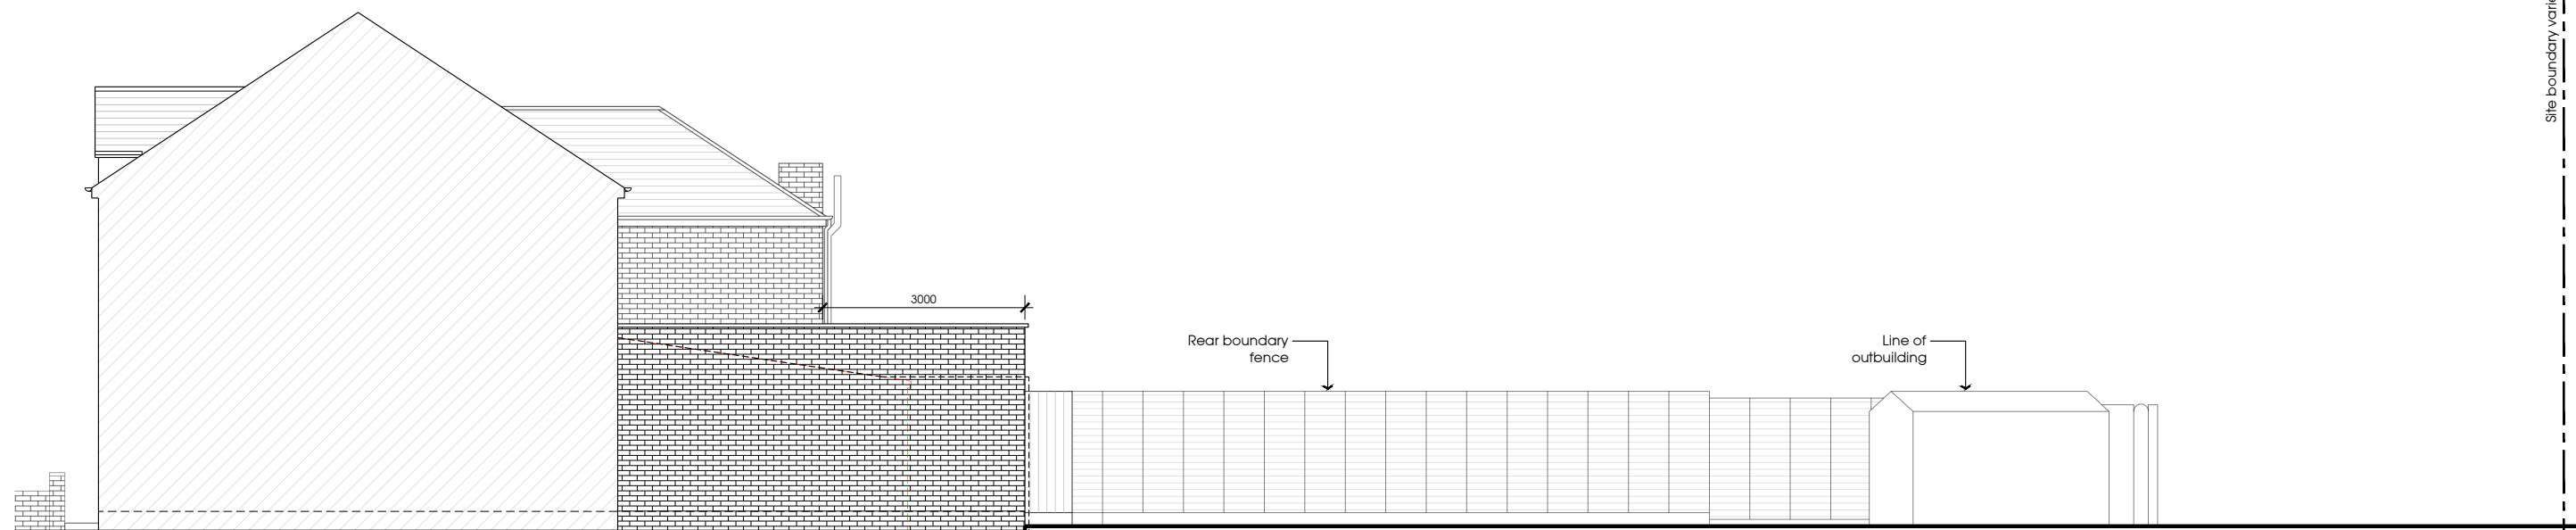 Site boundary varie
3000
Rear boundary
fence
Line of
outbuilding